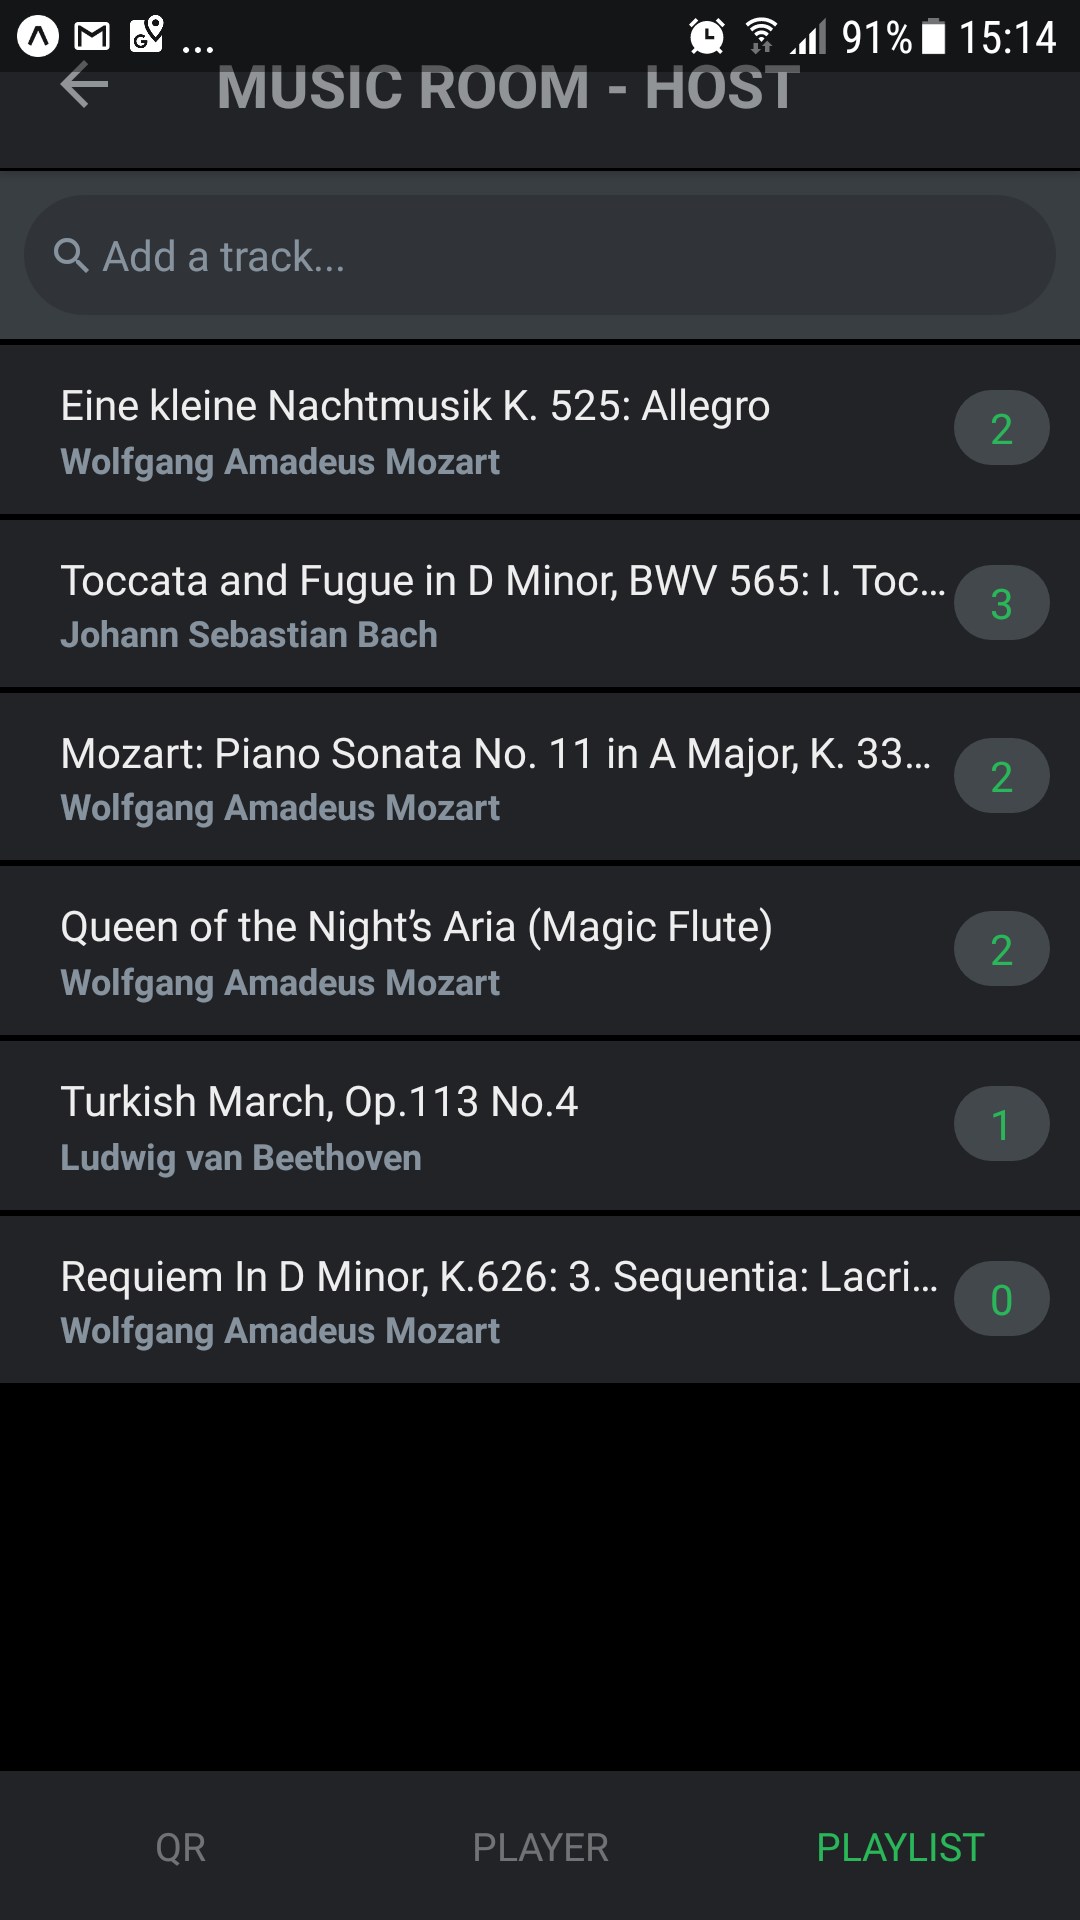 ... 91% 15:14
MUSIC ROOM - HOST
Add a track...
Eine kleine Nachtmusik K. 525: Allegro
2
Wolfgang Amadeus Mozart
Toccata and Fugue in D Minor, BWV 565: I. Toc...
3
Johann Sebastian Bach
Mozart: Piano Sonata No. 11 in A Major, K. 33...
2
Wolfgang Amadeus Mozart
Queen of the Night’s Aria (Magic Flute)
2
Wolfgang Amadeus Mozart
Turkish March, Op.113 No.4
1
Ludwig van Beethoven
Requiem In D Minor, K.626: 3. Sequentia: Lacri...
0
Wolfgang Amadeus Mozart
QR PLAYER PLAYLIST